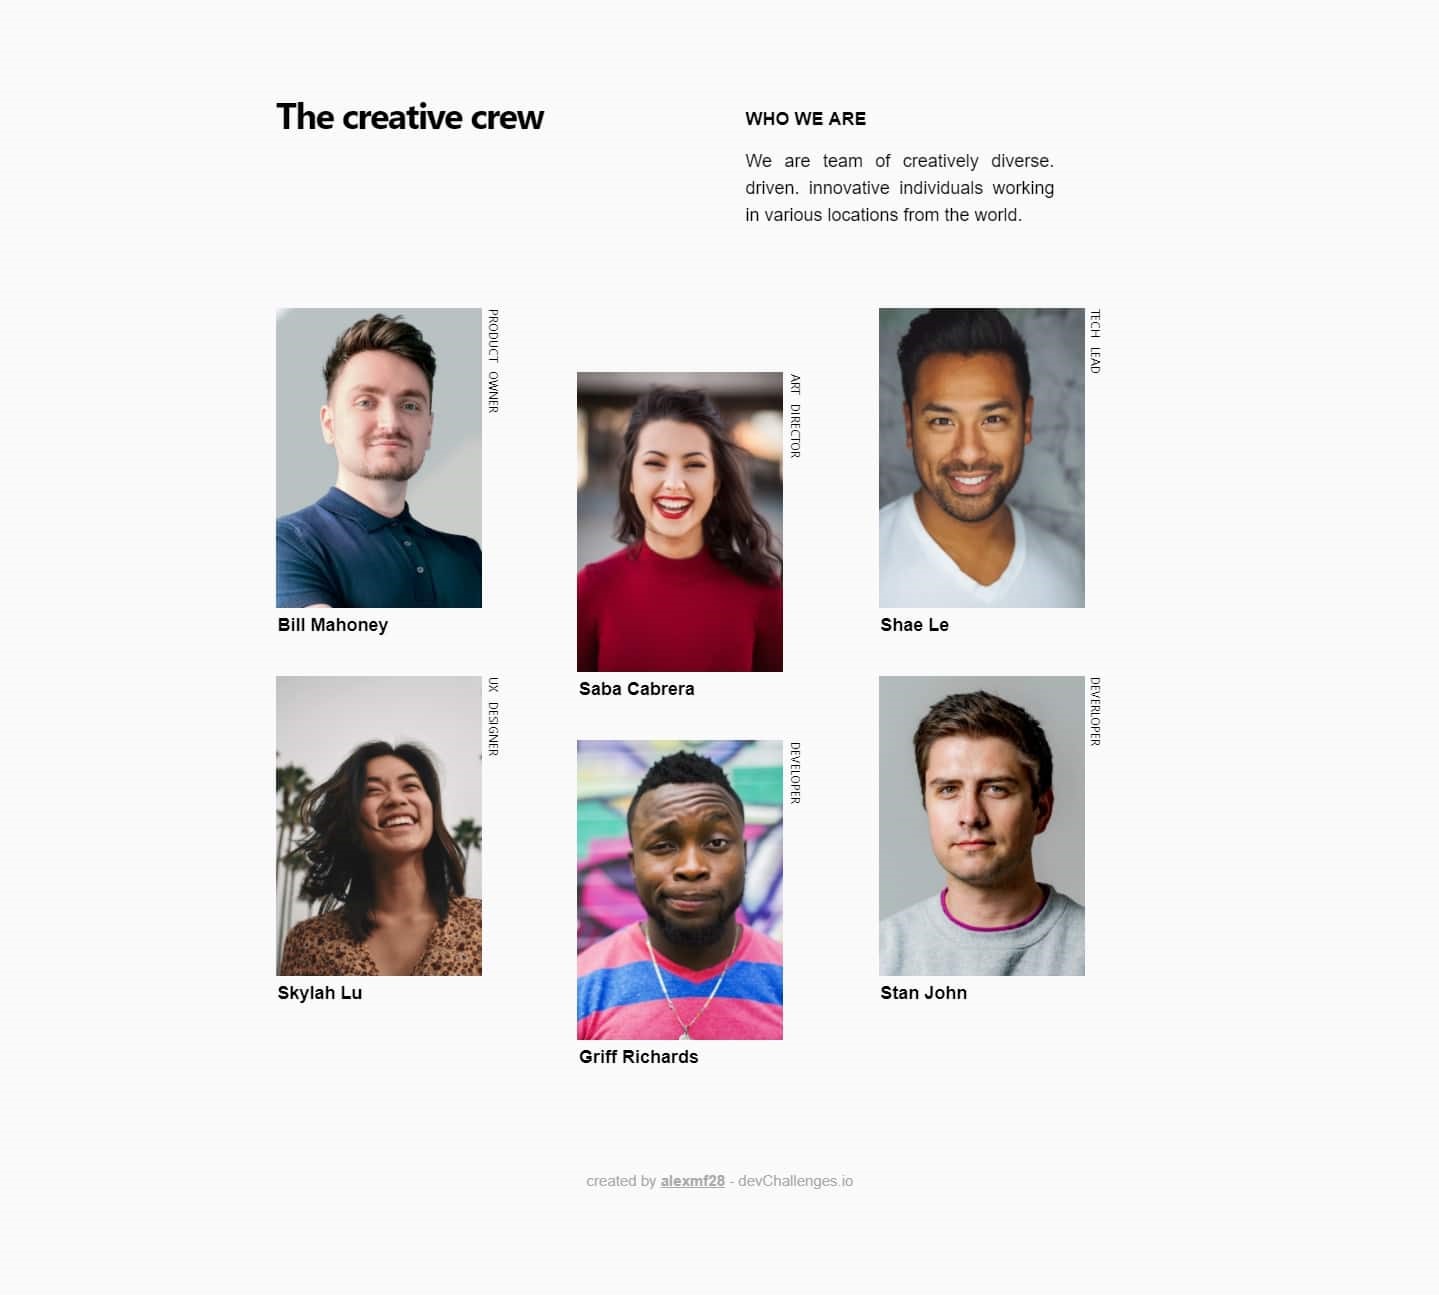 The creative crew
WHO WE ARE
We are team of creatively diverse.
driven. innovative individuals working
in various locations from the world.
PRODUCT OWNER
Bill Mahoney
ART DIRECTOR
Saba Cabrera
TECH LEAD
Shae Le
UX DESIGNER
Skylah Lu
DEVELOPER
Griff Richards
DEVERLOPER
Stan John
created by alexmf28 - devChallenges.io